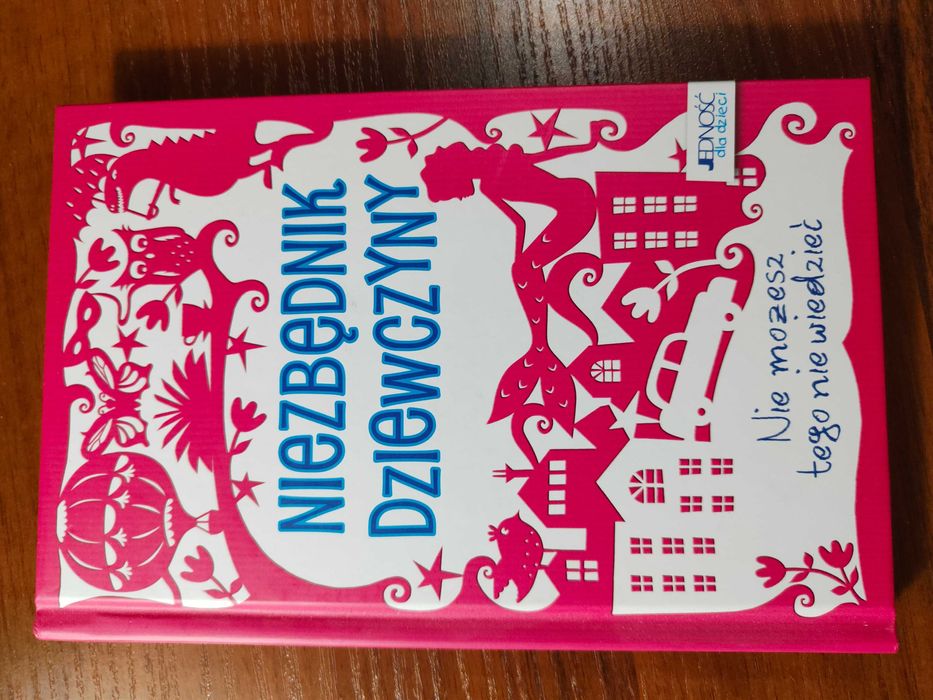 NIEZBĘDNIK
DZIEWCZYNY
Nie możesz
tego nie wiedzieć
JEDNOŚĆ
dla dzieci